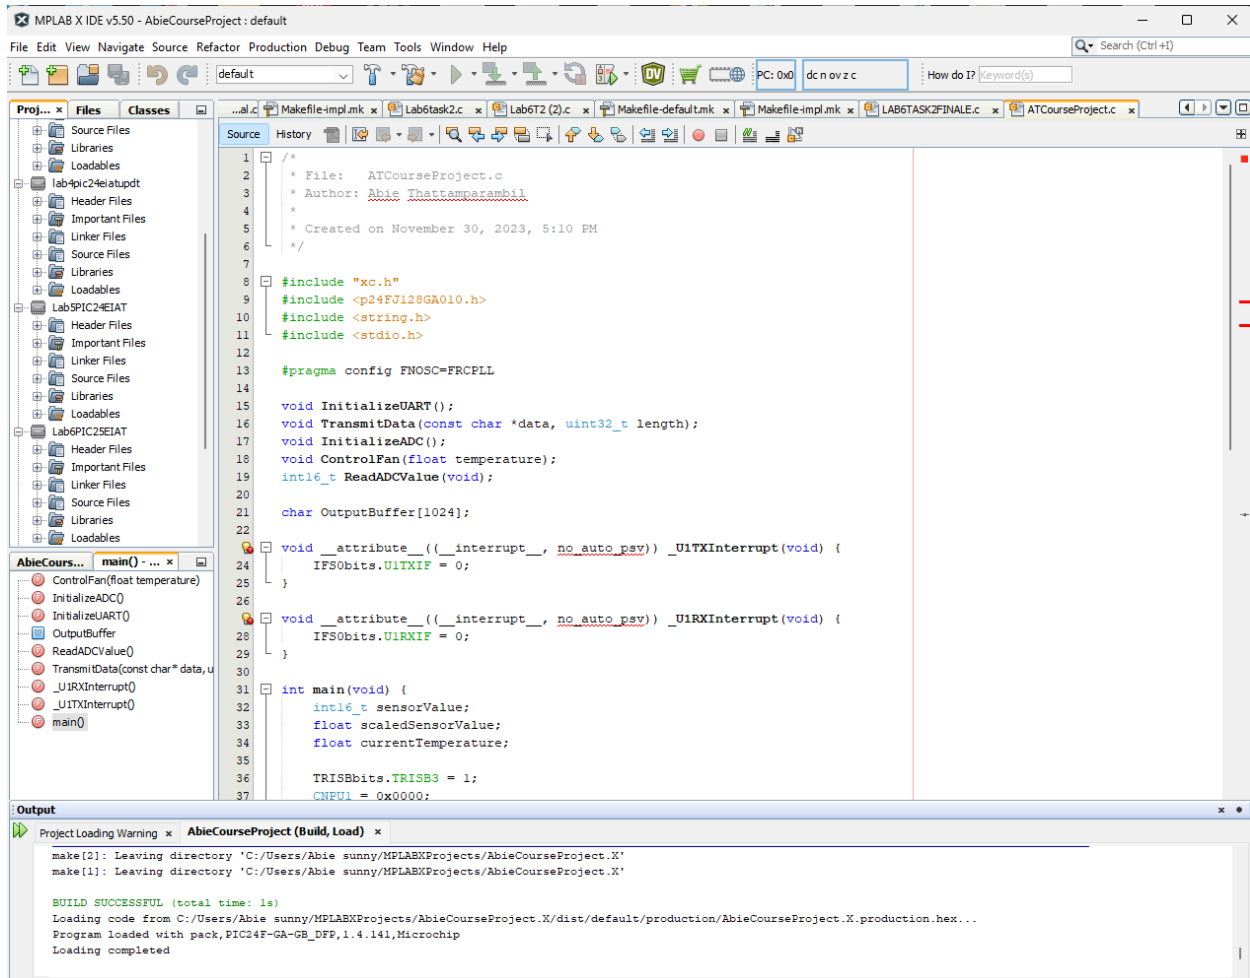 MPLAB X IDE v5.50 - AbieCourseProject : default
File Edit View Navigate Source Refactor Production Debug Team Tools Window Help
Search (Ctrl+I)
default
PC: 0x0
dc n ov z c
How do I?
Keyword(s)
Proj... x Files Classes
...al.c Makefile-impl.mk x Lab6task2.c x Lab6T2 (2).c x Makefile-default.mk x Makefile-impl.mk x LAB6TASK2FINALE.c x ATCourseProject.c x
Source History
Source Files
Libraries
Loadables
lab4pic24eiatupdt
Header Files
Important Files
Linker Files
Source Files
Libraries
Loadables
Lab5PIC24EIAT
Header Files
Important Files
Linker Files
Source Files
Libraries
Loadables
Lab6PIC25EIAT
Header Files
Important Files
Linker Files
Source Files
Libraries
Loadables
AbieCours... main() - ... x
ControlFan(float temperature)
InitializeADC()
InitializeUART()
OutputBuffer
ReadADCValue()
TransmitData(const char* data, u
_U1RXInterrupt()
_U1TXInterrupt()
main()
1 /*
2 * File: ATCourseProject.c
3 * Author: Abie Thattamparambil
4 *
5 * Created on November 30, 2023, 5:10 PM
6 */
7
8 #include "xc.h"
9 #include <p24FJ128GA010.h>
10 #include <string.h>
11 #include <stdio.h>
12
13 #pragma config FNOSC=FRCPLL
14
15 void InitializeUART();
16 void TransmitData(const char *data, uint32_t length);
17 void InitializeADC();
18 void ControlFan(float temperature);
19 int16_t ReadADCValue(void);
20
21 char OutputBuffer[1024];
22
void __attribute__((__interrupt__, no_auto_psv)) _U1TXInterrupt(void) {
24 IFS0bits.U1TXIF = 0;
25 }
26
void __attribute__((__interrupt__, no_auto_psv)) _U1RXInterrupt(void) {
28 IFS0bits.U1RXIF = 0;
29 }
30
31 int main(void) {
32 int16_t sensorValue;
33 float scaledSensorValue;
34 float currentTemperature;
35
36 TRISBbits.TRISB3 = 1;
37 CNPU1 = 0x0000;
Output
Project Loading Warning x AbieCourseProject (Build, Load) x
make[2]: Leaving directory 'C:/Users/Abie sunny/MPLABXProjects/AbieCourseProject.X'
make[1]: Leaving directory 'C:/Users/Abie sunny/MPLABXProjects/AbieCourseProject.X'
BUILD SUCCESSFUL (total time: 1s)
Loading code from C:/Users/Abie sunny/MPLABXProjects/AbieCourseProject.X/dist/default/production/AbieCourseProject.X.production.hex...
Program loaded with pack,PIC24F-GA-GB_DFP,1.4.141,Microchip
Loading completed